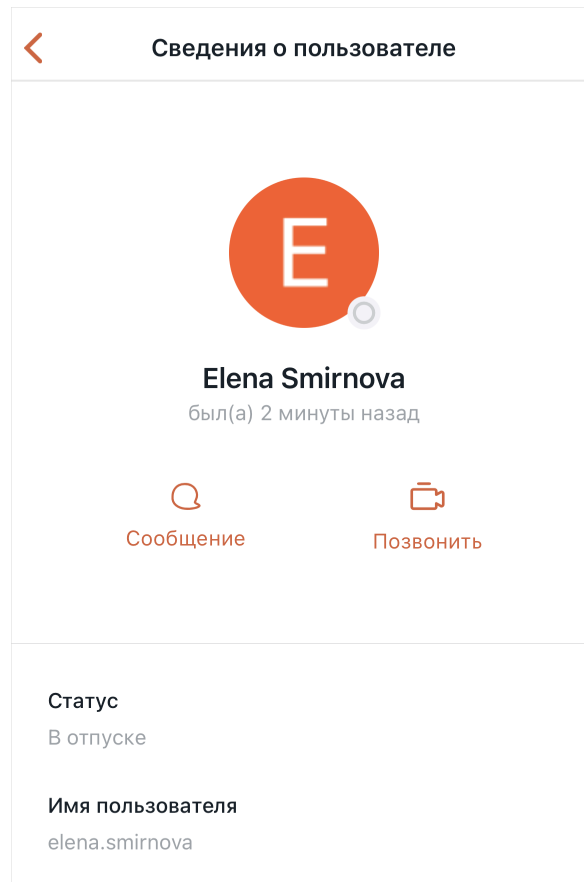 Сведения о пользователе
E
Elena Smirnova
был(а) 2 минуты назад
Сообщение
Позвонить
Статус
В отпуске
Имя пользователя
elena.smirnova